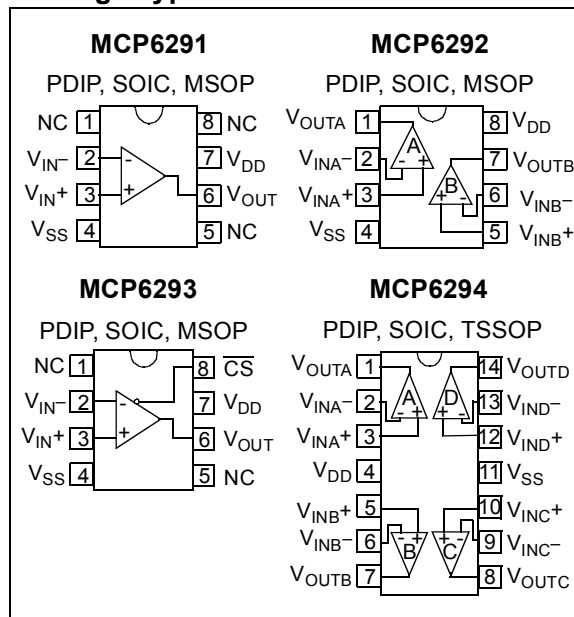 MCP6291
PDIP, SOIC, MSOP
NC 1 8 NC
VIN– 2 - 7 VDD
VIN+ 3 + 6 VOUT
VSS 4 5 NC
MCP6292
PDIP, SOIC, MSOP
VOUTA 1 8 VDD
A
VINA– 2 - + 7 VOUTB
B
VINA+ 3 + - 6 VINB–
VSS 4 5 VINB+
MCP6293
PDIP, SOIC, MSOP
NC 1 8 CS
VIN– 2 - 7 VDD
VIN+ 3 + 6 VOUT
VSS 4 5 NC
MCP6294
PDIP, SOIC, TSSOP
VOUTA 1 14 VOUTD
A D
VINA– 2 - + + - 13 VIND–
VINA+ 3 12 VIND+
VDD 4 11 VSS
VINB+ 5 10 VINC+
VINB– 6 - + + - 9 VINC–
B C
VOUTB 7 8 VOUTC